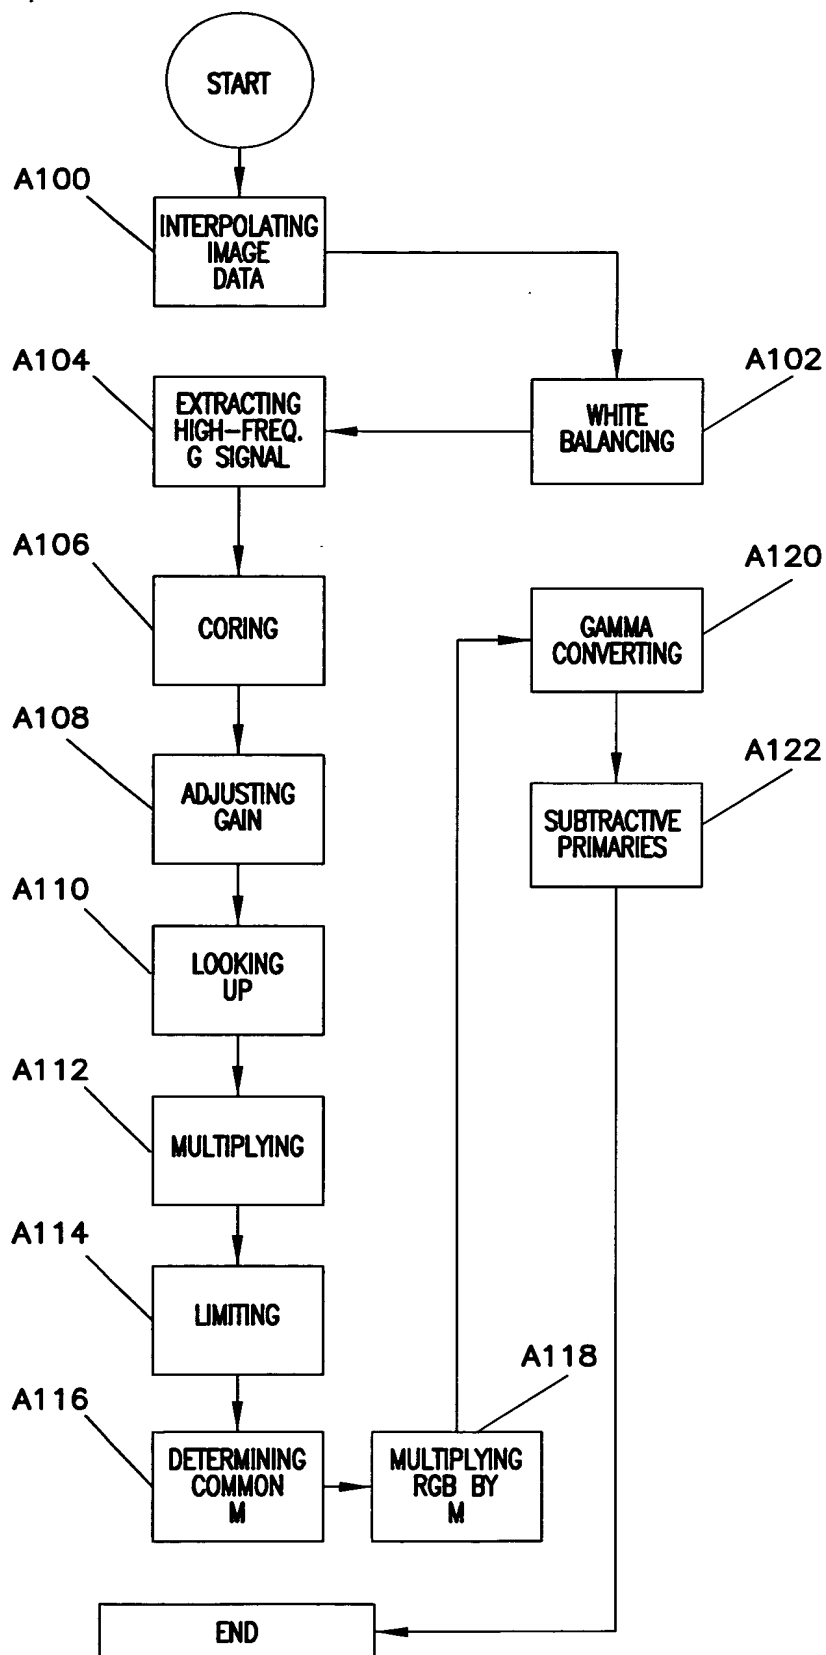 START
A100
INTERPOLATING
IMAGE
DATA
A102
WHITE
BALANCING
A104
EXTRACTING
HIGH-FREQ.
G SIGNAL
A106
CORING
A108
ADJUSTING
GAIN
A110
LOOKING
UP
A112
MULTIPLYING
A114
LIMITING
A116
DETERMINING
COMMON
M
A118
MULTIPLYING
RGB BY
M
A120
GAMMA
CONVERTING
A122
SUBTRACTIVE
PRIMARIES
END